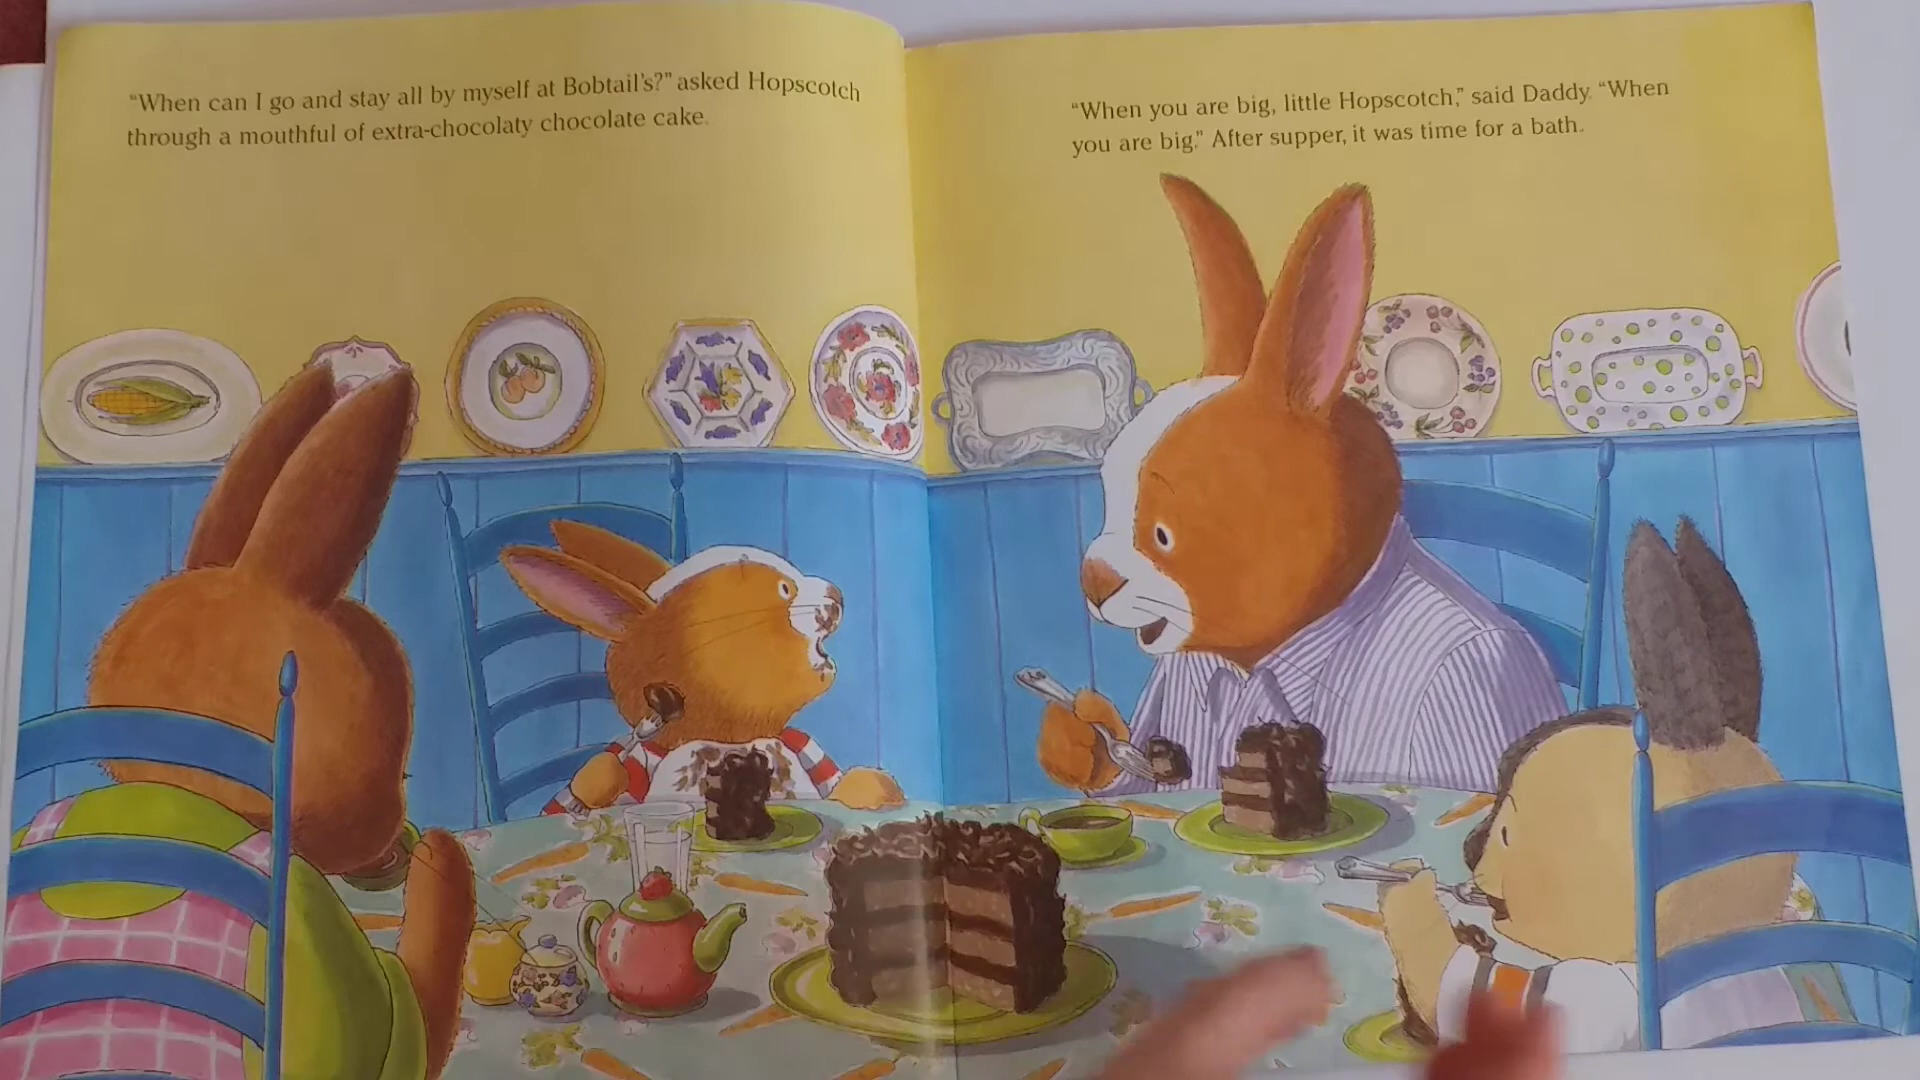 “When can I go and stay all by myself at Bobtail’s?” asked Hopscotch
through a mouthful of extra-chocolaty chocolate cake.
“When you are big, little Hopscotch,” said Daddy. “When
you are big.” After supper, it was time for a bath.